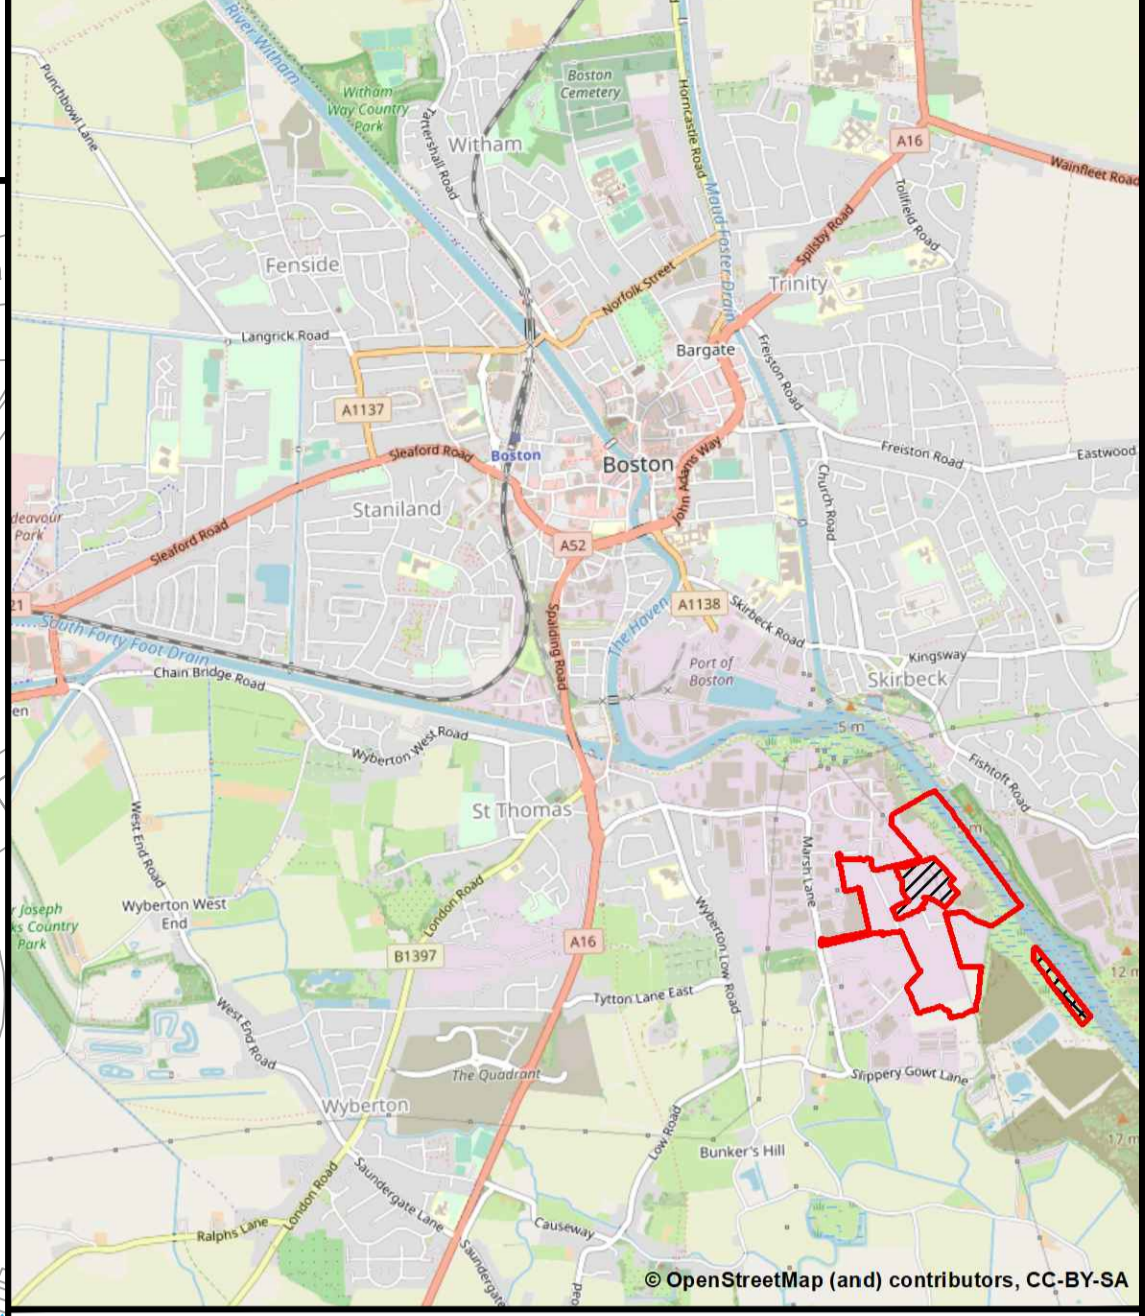 River Witham
Punchbowl Lane
Witham
Way Country
Park
Tattershall Road
Witham
Boston
Cemetery
Horncastle Road
Maud Foster Drain
A16
Wainfleet Road
Tollfield Road
Spilsby Road
Trinity
Fenside
Norfolk Street
Langrick Road
Bargate
Freiston Road
A1137
Sleaford Road
Boston
Boston
John Adams Way
Freiston Road
Eastwood
Church Road
Staniland
deavour
Park
Sleaford Road
A52
21
South Forty Foot Drain
Spalding Road
The Haven
A1138
Skirbeck Road
Port of
Boston
Kingsway
Skirbeck
Chain Bridge Road
en
5 m
Wyberton West Road
Fishtoft Road
St Thomas
m
West End Road
Marsh Lane
London Road
Wyberton Low Road
r Joseph
ks Country
Park
Wyberton West
End
A16
B1397
12 m
Tytton Lane East
West End Road
The Quadrant
Slippery Gowt Lane
Wyberton
Low Road
Bunker's Hill
17 m
London Road
Saundergate Lane
Ralphs Lane
Causeway
Saundergate
© OpenStreetMap (and) contributors, CC-BY-SA